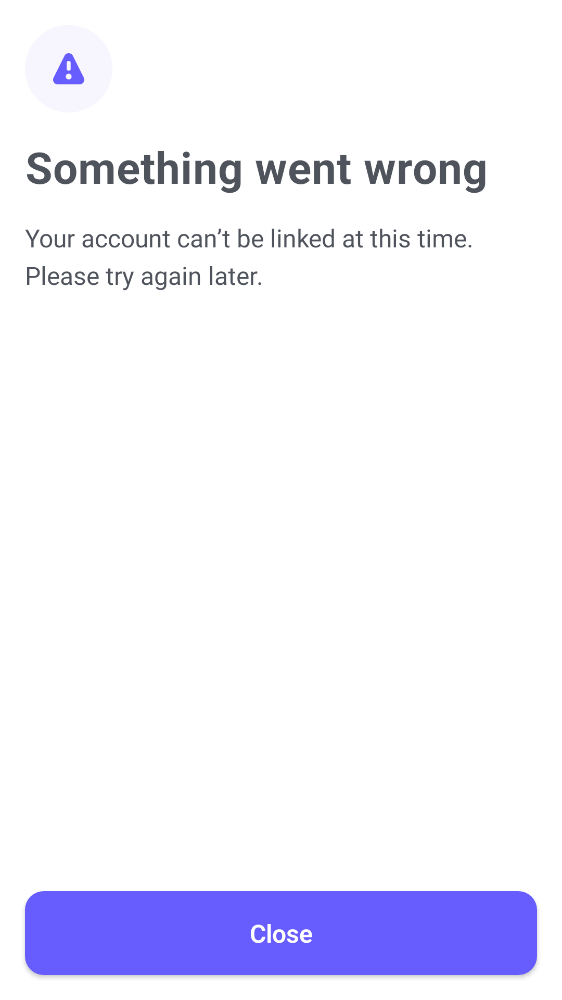 Something went wrong
Your account can’t be linked at this time.
Please try again later.
Close